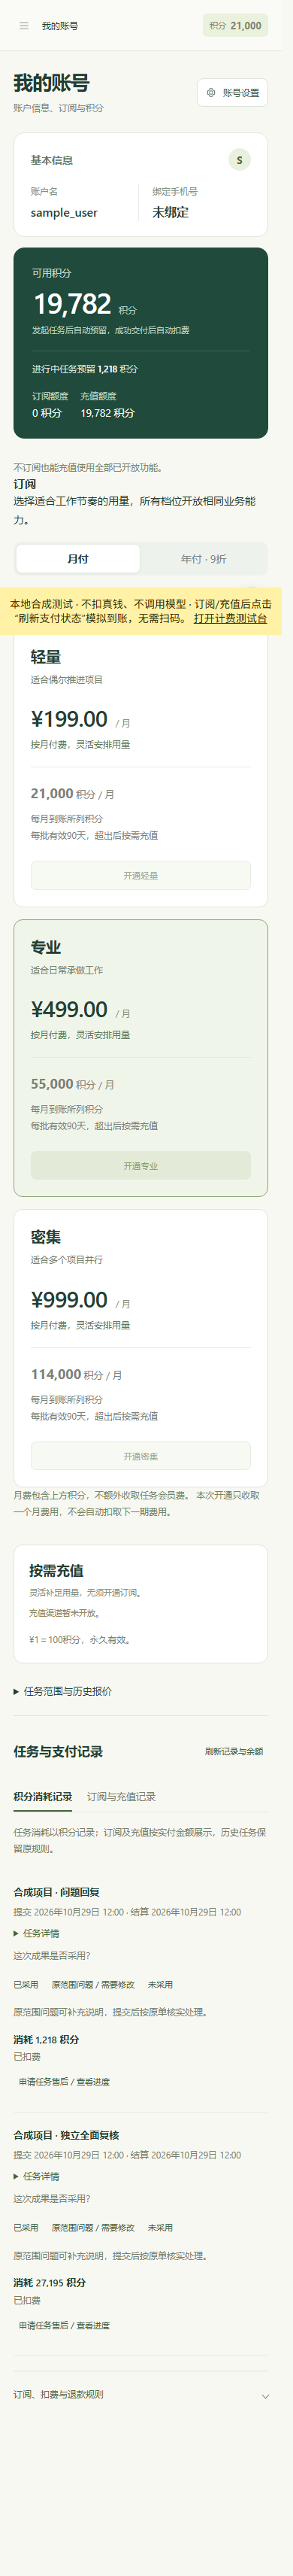 我的账号
积分 21,000
我的账号
账户信息、订阅与积分
账号设置
基本信息
S
账户名
sample_user
绑定手机号
未绑定
可用积分
19,782 积分
发起任务后自动预留，成功交付后自动扣费
进行中任务预留 1,218 积分
订阅额度 充值额度
0 积分 19,782 积分
不订阅也能充值使用全部已开放功能。
订阅
选择适合工作节奏的用量，所有档位开放相同业务能
力。
月付
年付 · 9折
本地合成测试 · 不扣真钱、不调用模型 · 订阅/充值后点击
“刷新支付状态”模拟到账，无需扫码。 打开计费测试台
轻量
适合偶尔推进项目
¥199.00 / 月
按月付费，灵活安排用量
21,000 积分 / 月
每月到账所列积分
每批有效90天，超出后按需充值
开通轻量
专业
适合日常承做工作
¥499.00 / 月
按月付费，灵活安排用量
55,000 积分 / 月
每月到账所列积分
每批有效90天，超出后按需充值
开通专业
密集
适合多个项目并行
¥999.00 / 月
按月付费，灵活安排用量
114,000 积分 / 月
每月到账所列积分
每批有效90天，超出后按需充值
开通密集
月费包含上方积分，不额外收取任务会员费。 本次开通只收取
一个月费用，不会自动扣取下一期费用。
按需充值
灵活补足用量，无须开通订阅。
充值渠道暂未开放。
¥1 = 100积分，永久有效。
任务范围与历史报价
任务与支付记录
刷新记录与余额
积分消耗记录
订阅与充值记录
任务消耗以积分记录；订阅及充值按实付金额展示，历史任务保
留原规则。
合成项目 · 问题回复
提交 2026年10月29日 12:00 · 结算 2026年10月29日 12:00
任务详情
这次成果是否采用？
已采用 原范围问题 / 需要修改 未采用
原范围问题可补充说明，提交后按原单核实处理。
消耗 1,218 积分
已扣费
申请任务售后 / 查看进度
合成项目 · 独立全面复核
提交 2026年10月29日 12:00 · 结算 2026年10月29日 12:00
任务详情
这次成果是否采用？
已采用 原范围问题 / 需要修改 未采用
原范围问题可补充说明，提交后按原单核实处理。
消耗 27,195 积分
已扣费
申请任务售后 / 查看进度
订阅、扣费与退款规则